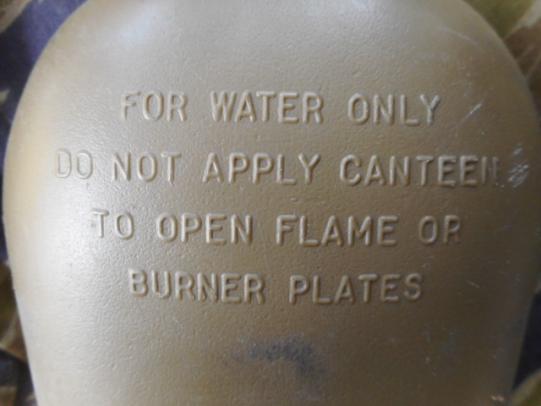 FOR WATER ONLY
DO NOT APPLY CANTEEN
TO OPEN FLAME OR
BURNER PLATES